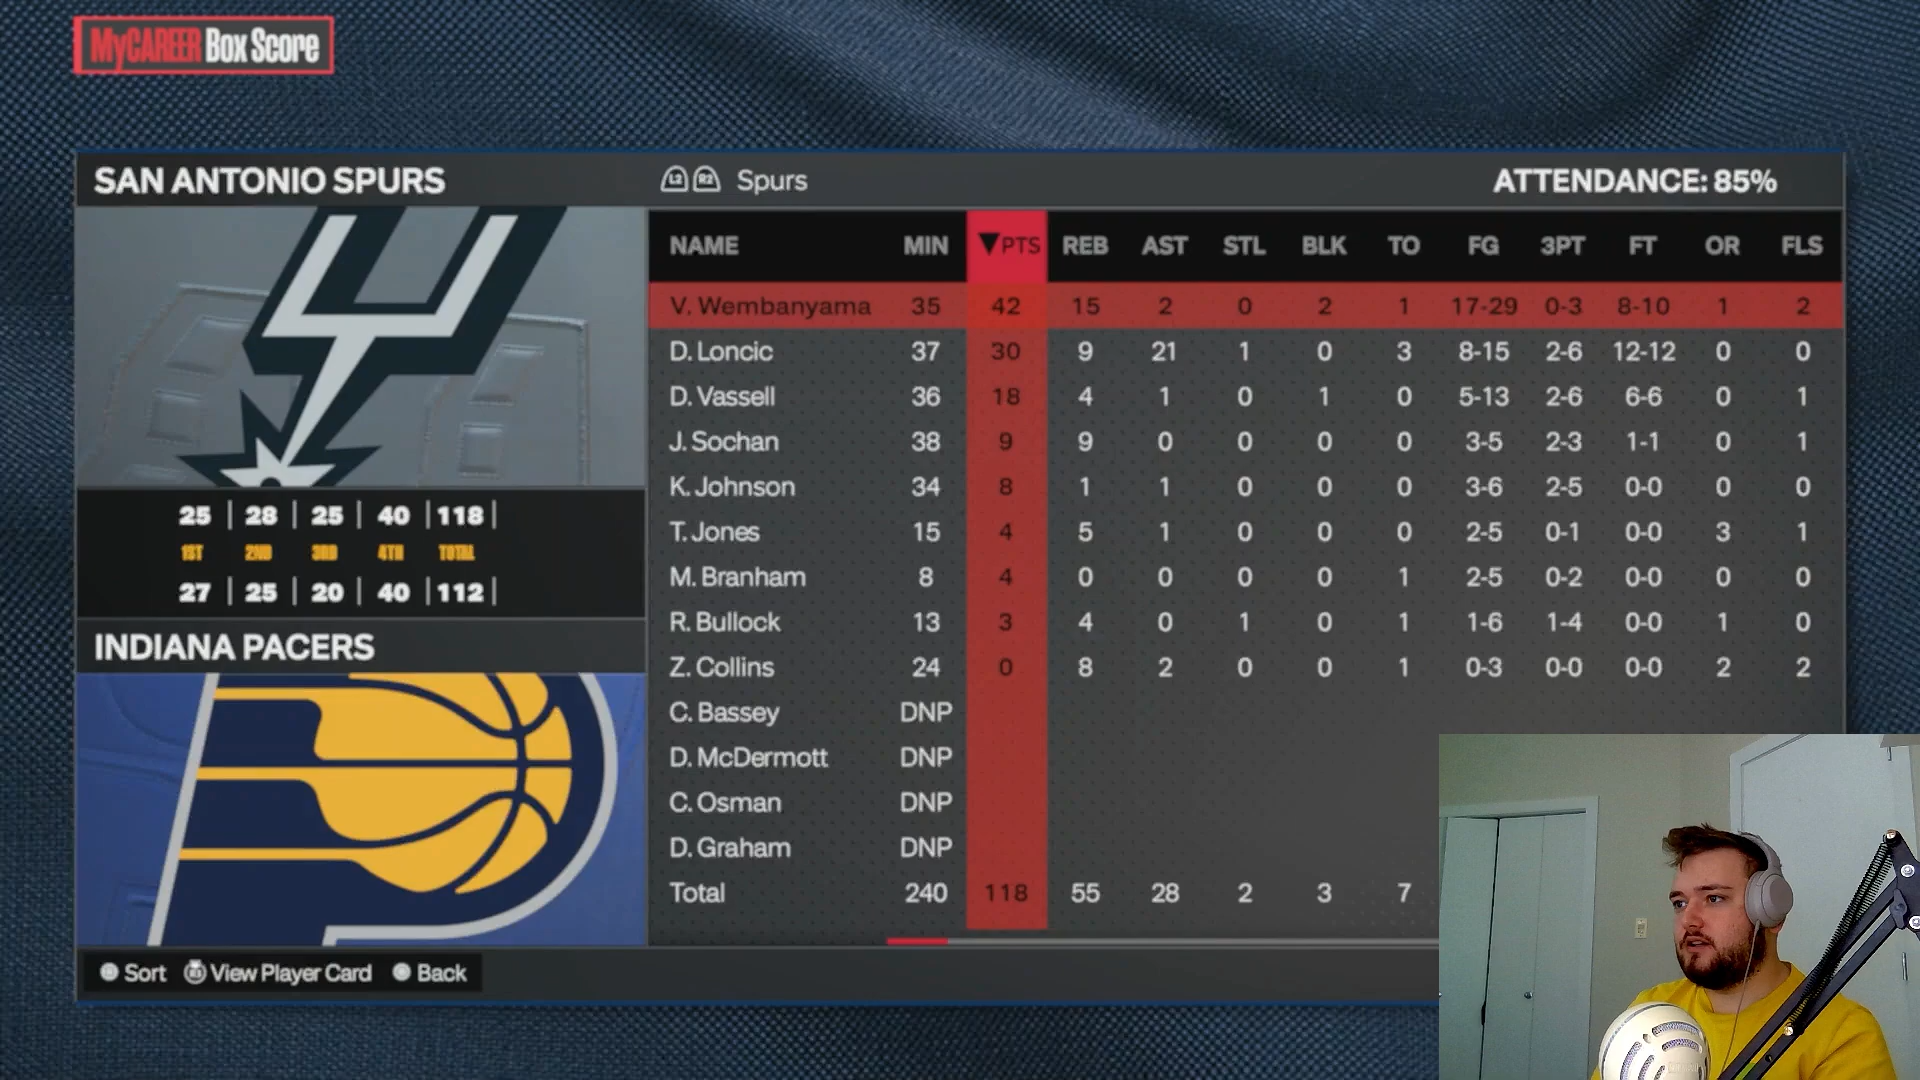 MyCAREER Box Score
SAN ANTONIO SPURS
L2 R2 Spurs
ATTENDANCE: 85%
NAME MIN ▼PTS REB AST STL BLK TO FG 3PT FT OR FLS
V. Wembanyama 35 42 15 2 0 2 1 17-29 0-3 8-10 1 2
D. Loncic 37 30 9 21 1 0 3 8-15 2-6 12-12 0 0
D. Vassell 36 18 4 1 0 1 0 5-13 2-6 6-6 0 1
J. Sochan 38 9 9 0 0 0 0 3-5 2-3 1-1 0 1
K. Johnson 34 8 1 1 0 0 0 3-6 2-5 0-0 0 0
T. Jones 15 4 5 1 0 0 0 2-5 0-1 0-0 3 1
M. Branham 8 4 0 0 0 0 1 2-5 0-2 0-0 0 0
R. Bullock 13 3 4 0 1 0 1 1-6 1-4 0-0 1 0
Z. Collins 24 0 8 2 0 0 1 0-3 0-0 0-0 2 2
C. Bassey DNP
D. McDermott DNP
C. Osman DNP
D. Graham DNP
Total 240 118 55 28 2 3 7
25 | 28 | 25 | 40 | 118 |
1ST 2ND 3RD 4TH TOTAL
27 | 25 | 20 | 40 | 112 |
INDIANA PACERS
Sort View Player Card Back